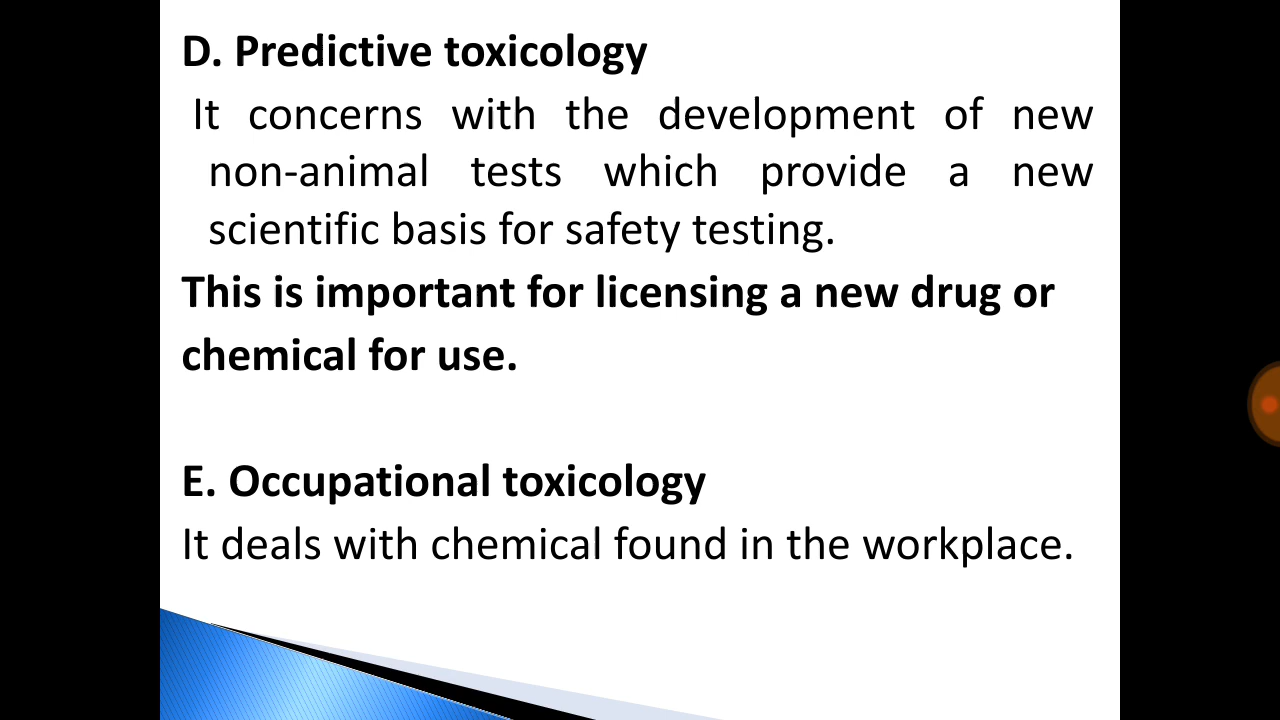 D. Predictive toxicology
It concerns with the development of new
non-animal tests which provide a new
scientific basis for safety testing.
This is important for licensing a new drug or
chemical for use.
E. Occupational toxicology
It deals with chemical found in the workplace.